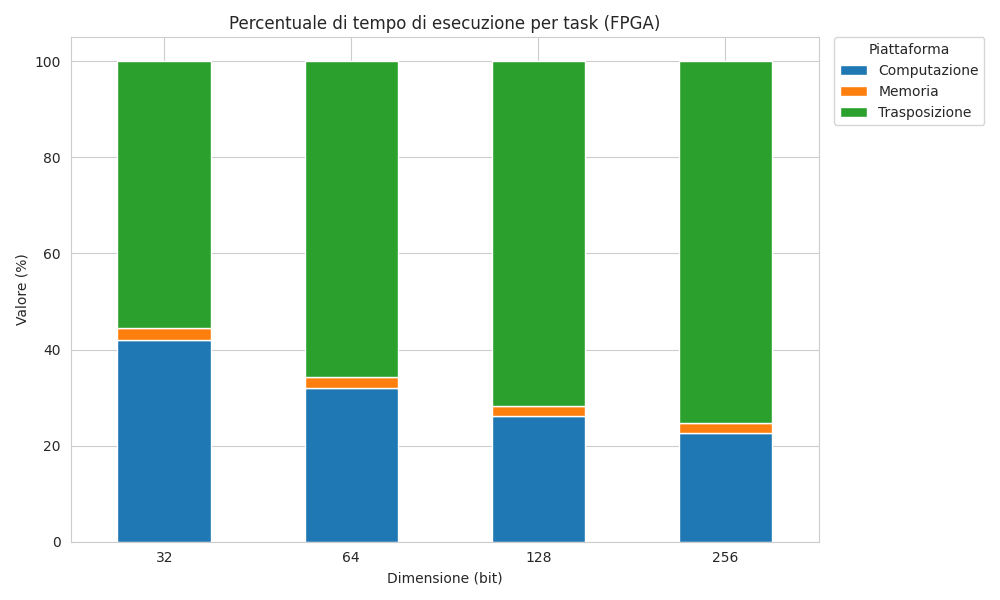 Percentuale di tempo di esecuzione per task (FPGA)
Piattaforma
Computazione
Memoria
Trasposizione
Valore (%)
100
80
60
40
20
0
32
64
128
256
Dimensione (bit)